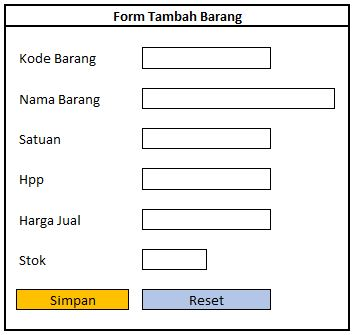 Form Tambah Barang
Kode Barang
Nama Barang
Satuan
Hpp
Harga Jual
Stok
Simpan Reset